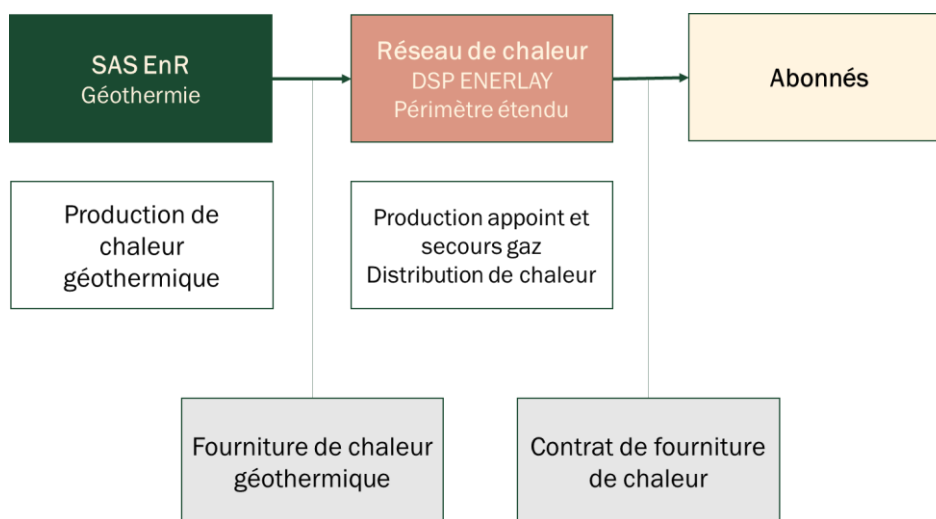 SAS EnR
Géothermie
Réseau de chaleur
DSP ENERLAY
Périmètre étendu
Abonnés
Production de
chaleur
géothermique
Production appoint et
secours gaz
Distribution de chaleur
Fourniture de chaleur
géothermique
Contrat de fourniture
de chaleur